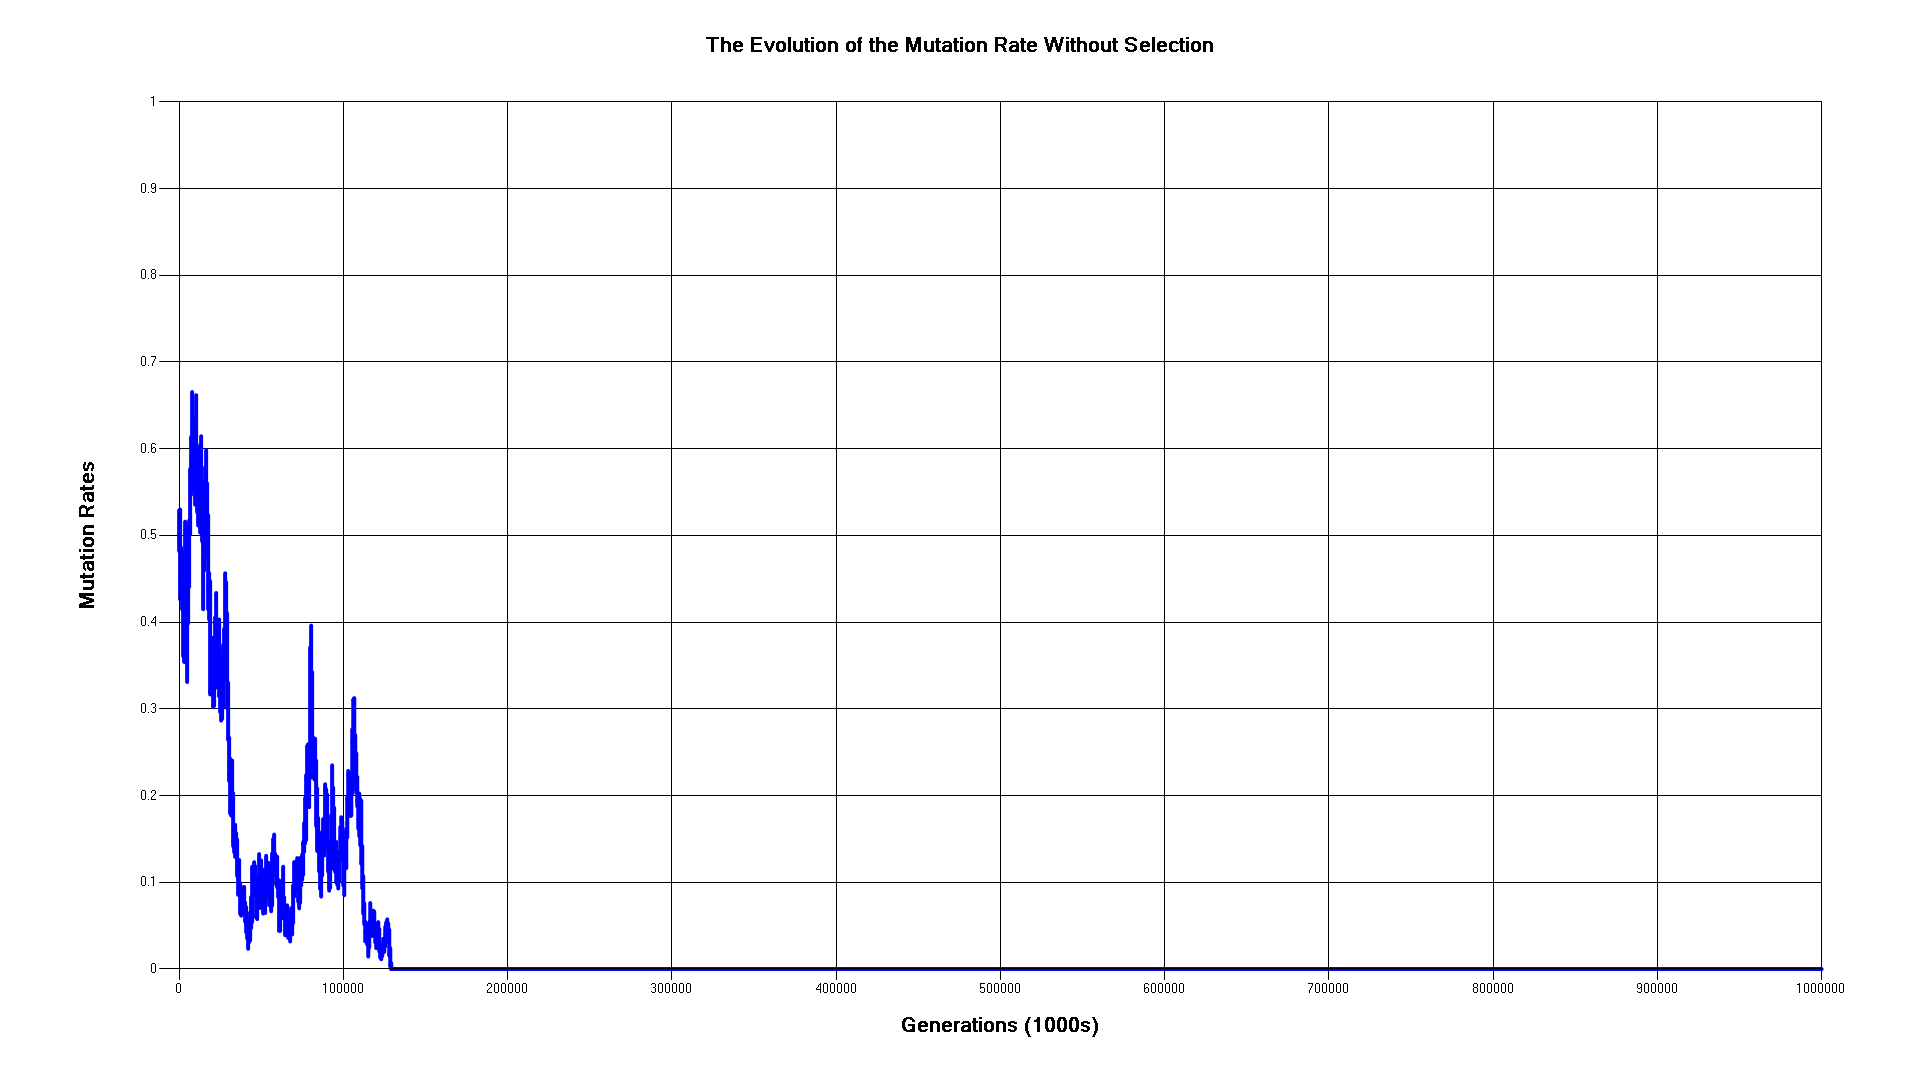 The Evolution of the Mutation Rate Without Selection
1
0.9
0.8
0.7
0.6
0.5
0.4
0.3
0.2
0.1
0
Mutation Rates
0 100000 200000 300000 400000 500000 600000 700000 800000 900000 1000000
Generations (1000s)